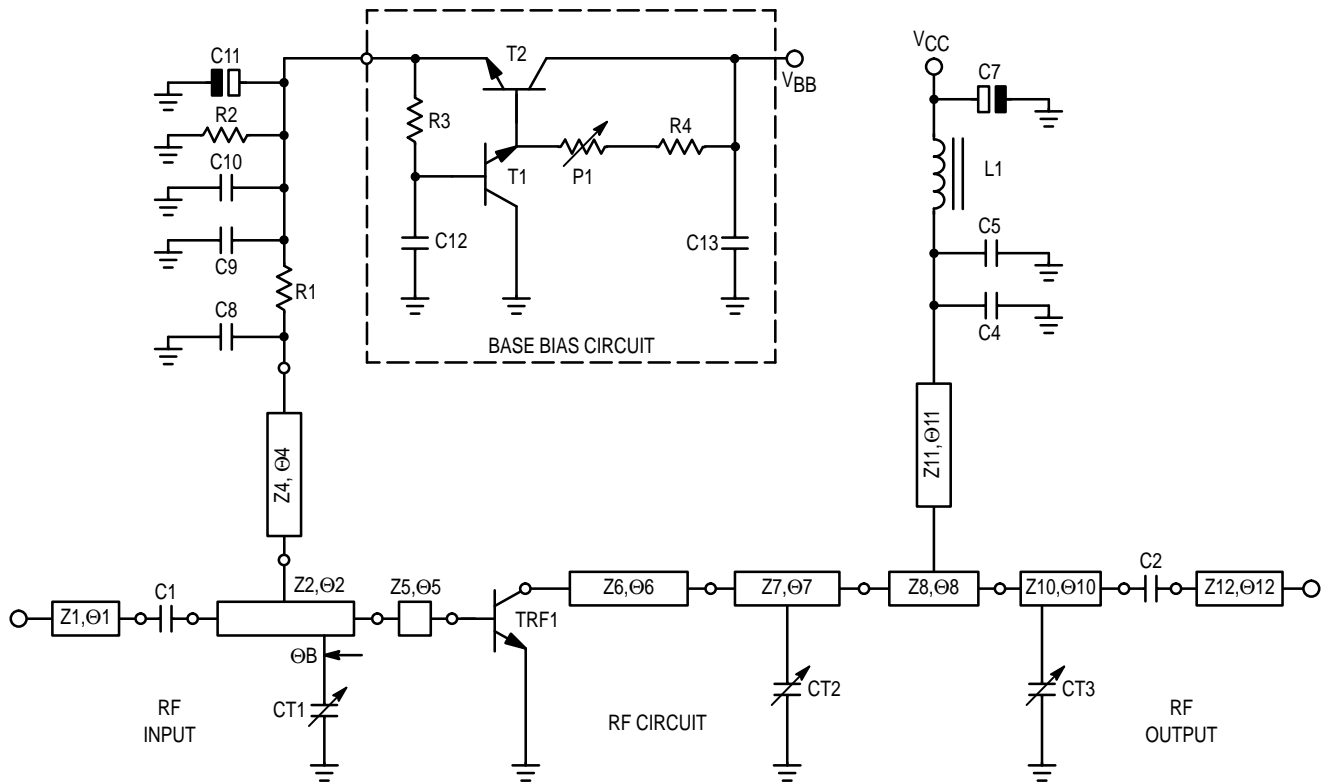 C11
T2
VCC
C7
VBB
R2
R3
R4
C10
T1
P1
L1
C12
C13
C5
C9
R1
C8
C4
BASE BIAS CIRCUIT
Z4, Θ4
Z11,Θ11
C1
Z2,Θ2
Z5,Θ5
Z6,Θ6
Z7,Θ7
Z8,Θ8
Z10,Θ10
C2
Z12,Θ12
Z1,Θ1
TRF1
ΘB
CT1
CT2
CT3
RF
INPUT
RF CIRCUIT
RF
OUTPUT